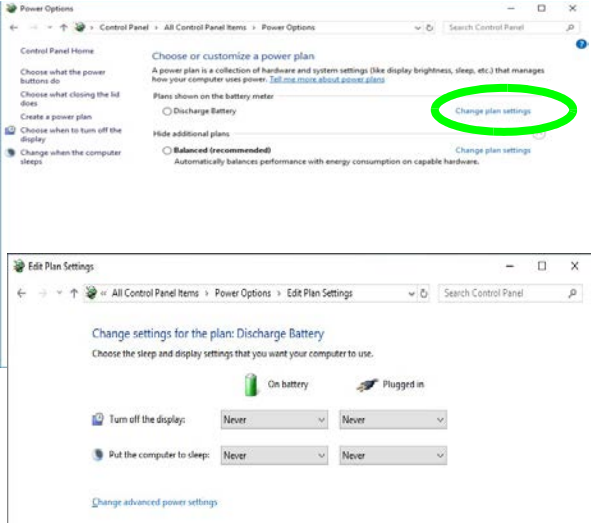 Power Options
Control Panel > All Control Panel Items > Power Options
Search Control Panel
Control Panel Home
Choose what the power
buttons do
Choose what closing the lid
does
Create a power plan
Choose when to turn off the
display
Change when the computer
sleeps
Choose or customize a power plan
A power plan is a collection of hardware and system settings (like display brightness, sleep, etc.) that manages
how your computer uses power. Tell me more about power plans
Plans shown on the battery meter
Discharge Battery Change plan settings
Hide additional plans
Balanced (recommended) Change plan settings
Automatically balances performance with energy consumption on capable hardware.
Edit Plan Settings
« All Control Panel Items > Power Options > Edit Plan Settings
Search Control Panel
Change settings for the plan: Discharge Battery
Choose the sleep and display settings that you want your computer to use.
On battery Plugged in
Turn off the display: Never Never
Put the computer to sleep: Never Never
Change advanced power settings